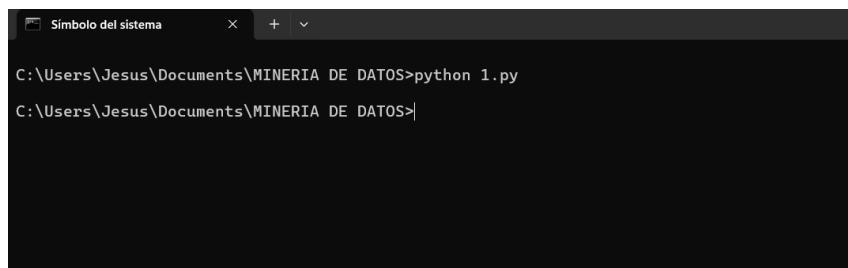 Símbolo del sistema
C:\Users\Jesus\Documents\MINERIA DE DATOS>python 1.py
C:\Users\Jesus\Documents\MINERIA DE DATOS>